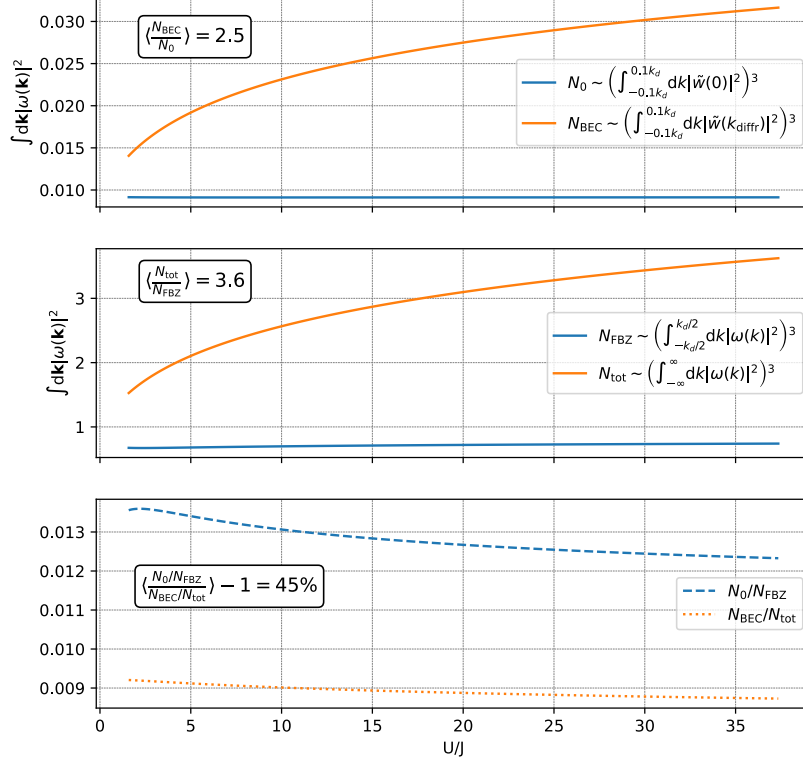 ∫dk|ω(k)|²
0.030
0.025
0.020
0.015
0.010
⟨N_BEC/N_0⟩ = 2.5
N_0 ~ (∫_{-0.1k_d}^{0.1k_d} dk|w̃(0)|²)³
N_BEC ~ (∫_{-0.1k_d}^{0.1k_d} dk|w̃(k_diffr)|²)³
∫dk|ω(k)|²
3
2
1
⟨N_tot/N_FBZ⟩ = 3.6
N_FBZ ~ (∫_{-k_d/2}^{k_d/2} dk|ω(k)|²)³
N_tot ~ (∫_{-∞}^{∞} dk|ω(k)|²)³
0.013
0.012
0.011
0.010
0.009
⟨(N_0/N_FBZ)/(N_BEC/N_tot)⟩ − 1 = 45%
N_0/N_FBZ
N_BEC/N_tot
0 5 10 15 20 25 30 35
U/J